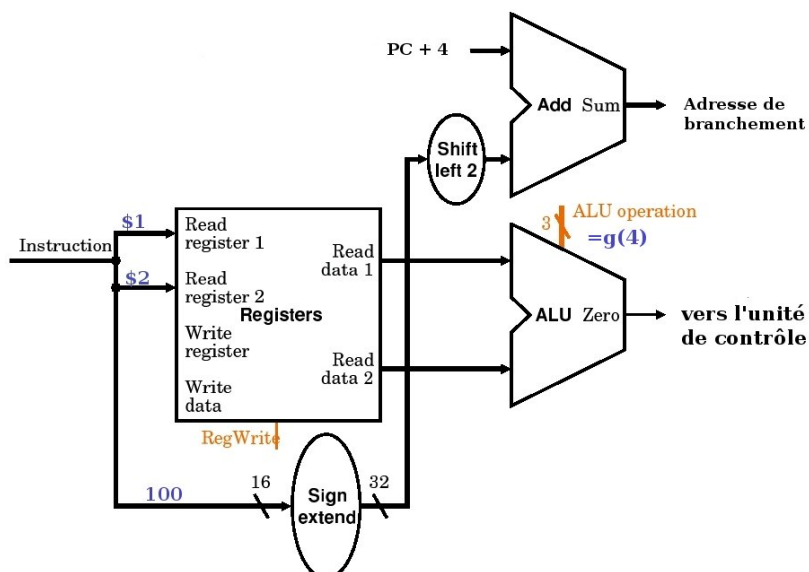 PC + 4
Add Sum
Adresse de
branchement
Shift
left 2
ALU operation
3
=g(4)
$1
Instruction
Read
register 1
Read
data 1
$2
Read
register 2
Registers
ALU Zero
vers l'unité
de contrôle
Write
register
Read
data 2
Write
data
RegWrite
100
16
32
Sign
extend